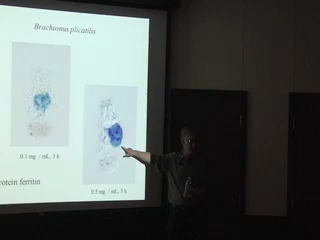 Brachionus plicatilis
0.1 mg / mL, 3 h
rotein ferritin
0.5 mg / mL, 3 h